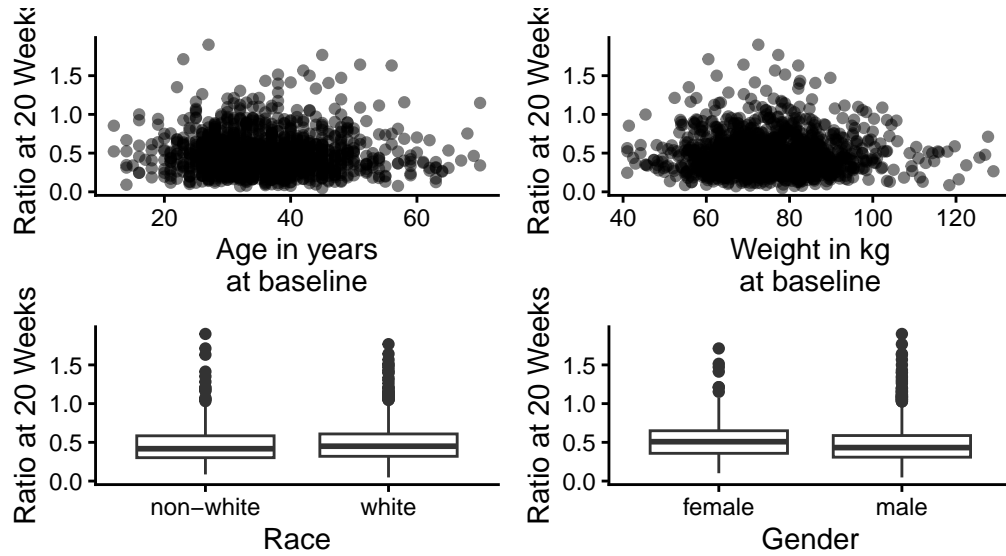 Ratio at 20 Weeks
1.5
1.0
0.5
0.0
20 40 60
Age in years
at baseline
Ratio at 20 Weeks
1.5
1.0
0.5
0.0
40 60 80 100 120
Weight in kg
at baseline
Ratio at 20 Weeks
1.5
1.0
0.5
0.0
non−white white
Race
Ratio at 20 Weeks
1.5
1.0
0.5
0.0
female male
Gender